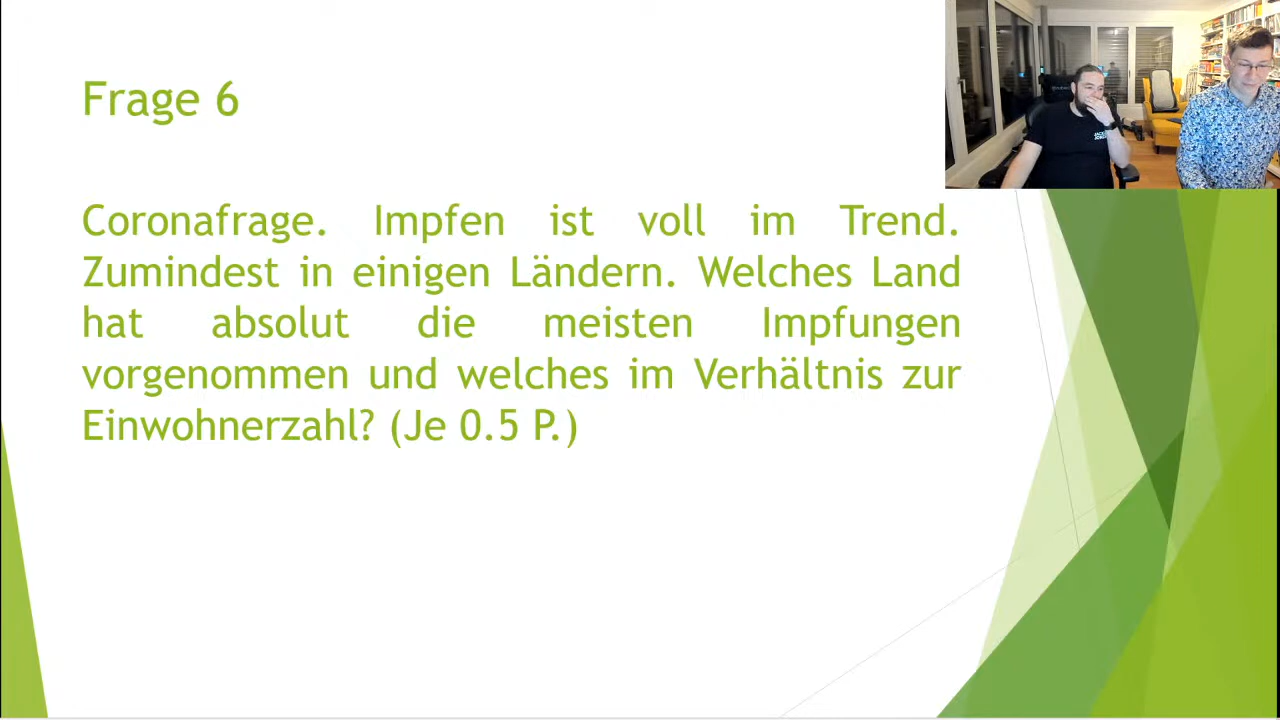 Frage 6
Coronafrage. Impfen ist voll im Trend.
Zumindest in einigen Ländern. Welches Land
hat absolut die meisten Impfungen
vorgenommen und welches im Verhältnis zur
Einwohnerzahl? (Je 0.5 P.)